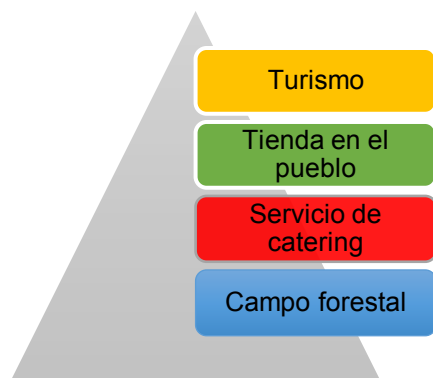 Turismo
Tienda en el
pueblo
Servicio de
catering
Campo forestal